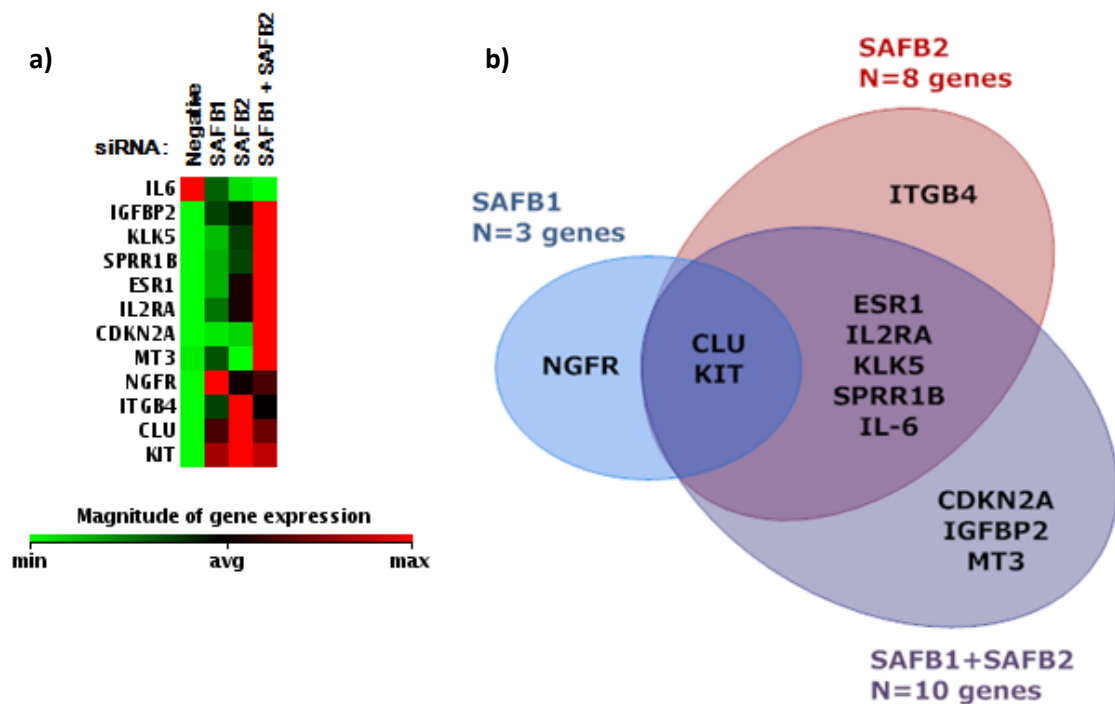 a)
siRNA:
Negative
SAFB1
SAFB2
SAFB1 + SAFB2
IL6
IGFBP2
KLK5
SPRR1B
ESR1
IL2RA
CDKN2A
MT3
NGFR
ITGB4
CLU
KIT
Magnitude of gene expression
min avg max
b)
SAFB2
N=8 genes
SAFB1
N=3 genes
ITGB4
NGFR
CLU
KIT
ESR1
IL2RA
KLK5
SPRR1B
IL-6
CDKN2A
IGFBP2
MT3
SAFB1+SAFB2
N=10 genes